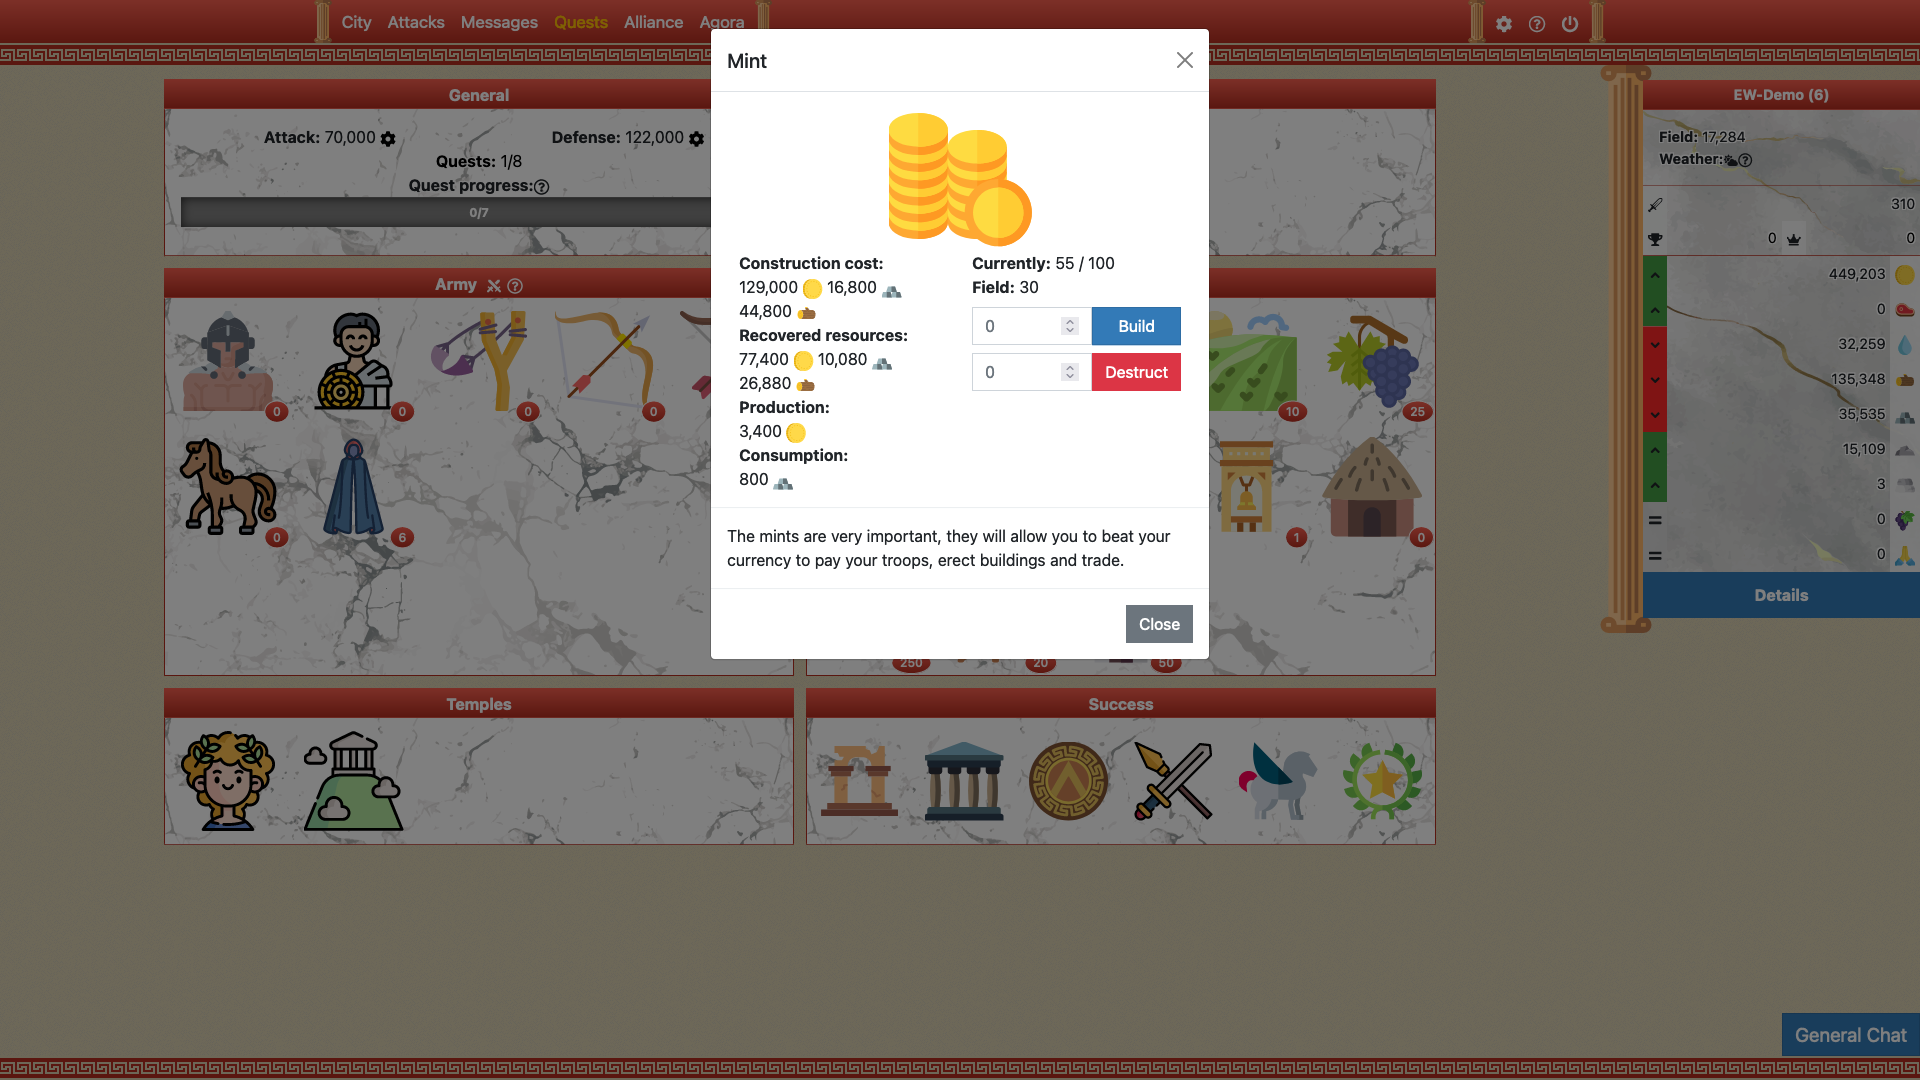 City Attacks Messages Quests Alliance Agora
General
Attack: 70,000
Defense: 122,000
Quests: 1/8
Quest progress:
0/7
Army
0
0
0
0
0
6
Temples
Mint
Construction cost:
129,000 16,800
44,800
Recovered resources:
77,400 10,080
26,880
Production:
3,400
Consumption:
800
Currently: 55 / 100
Field: 30
0 Build
0 Destruct
The mints are very important, they will allow you to beat your
currency to pay your troops, erect buildings and trade.
Close
10
25
1
0
250
20
50
Success
EW-Demo (6)
Field: 17,284
Weather:
310
0 0
449,203
0
32,259
135,348
35,535
15,109
3
0
0
Details
General Chat